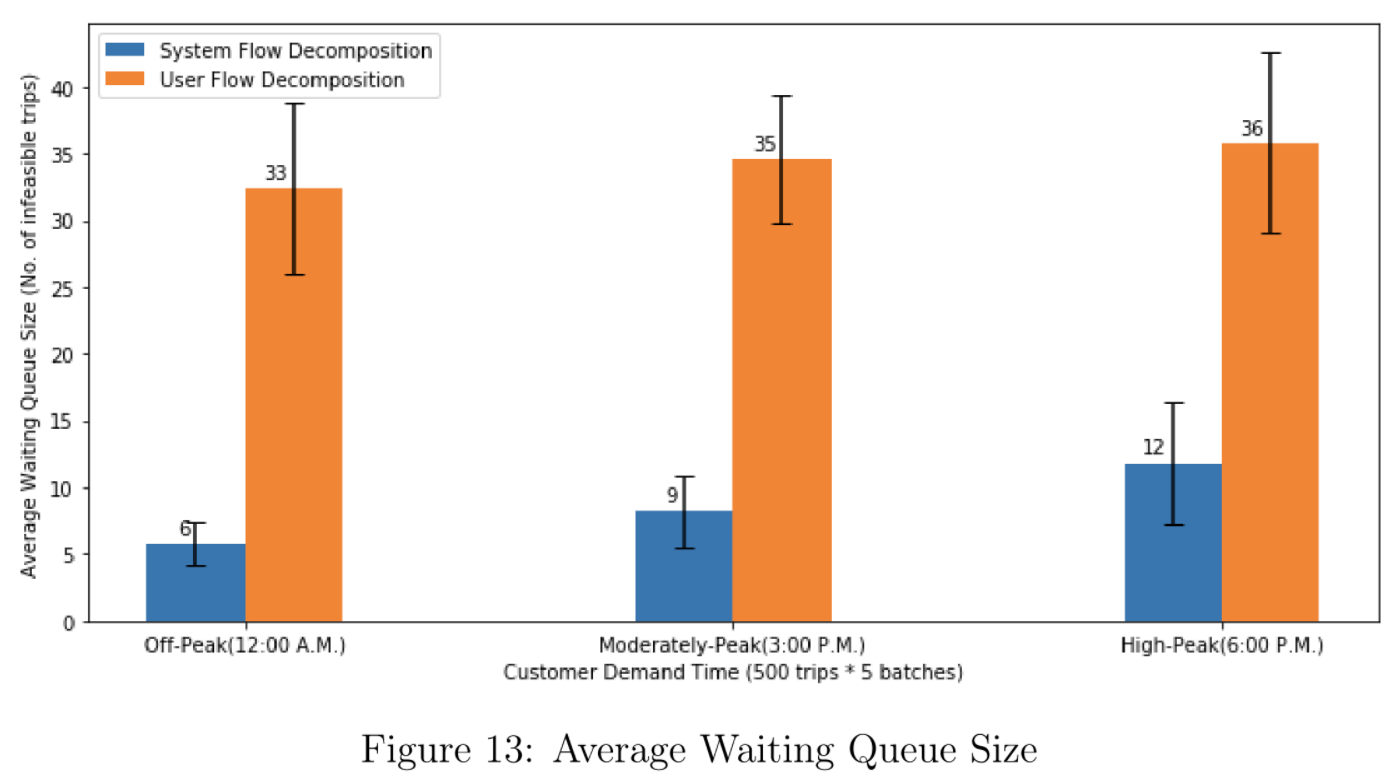 System Flow Decomposition
User Flow Decomposition
Average Waiting Queue Size (No. of infeasible trips)
40
35
30
25
20
15
10
5
0
6
33
9
35
12
36
Off-Peak(12:00 A.M.)
Moderately-Peak(3:00 P.M.)
High-Peak(6:00 P.M.)
Customer Demand Time (500 trips * 5 batches)
Figure 13: Average Waiting Queue Size